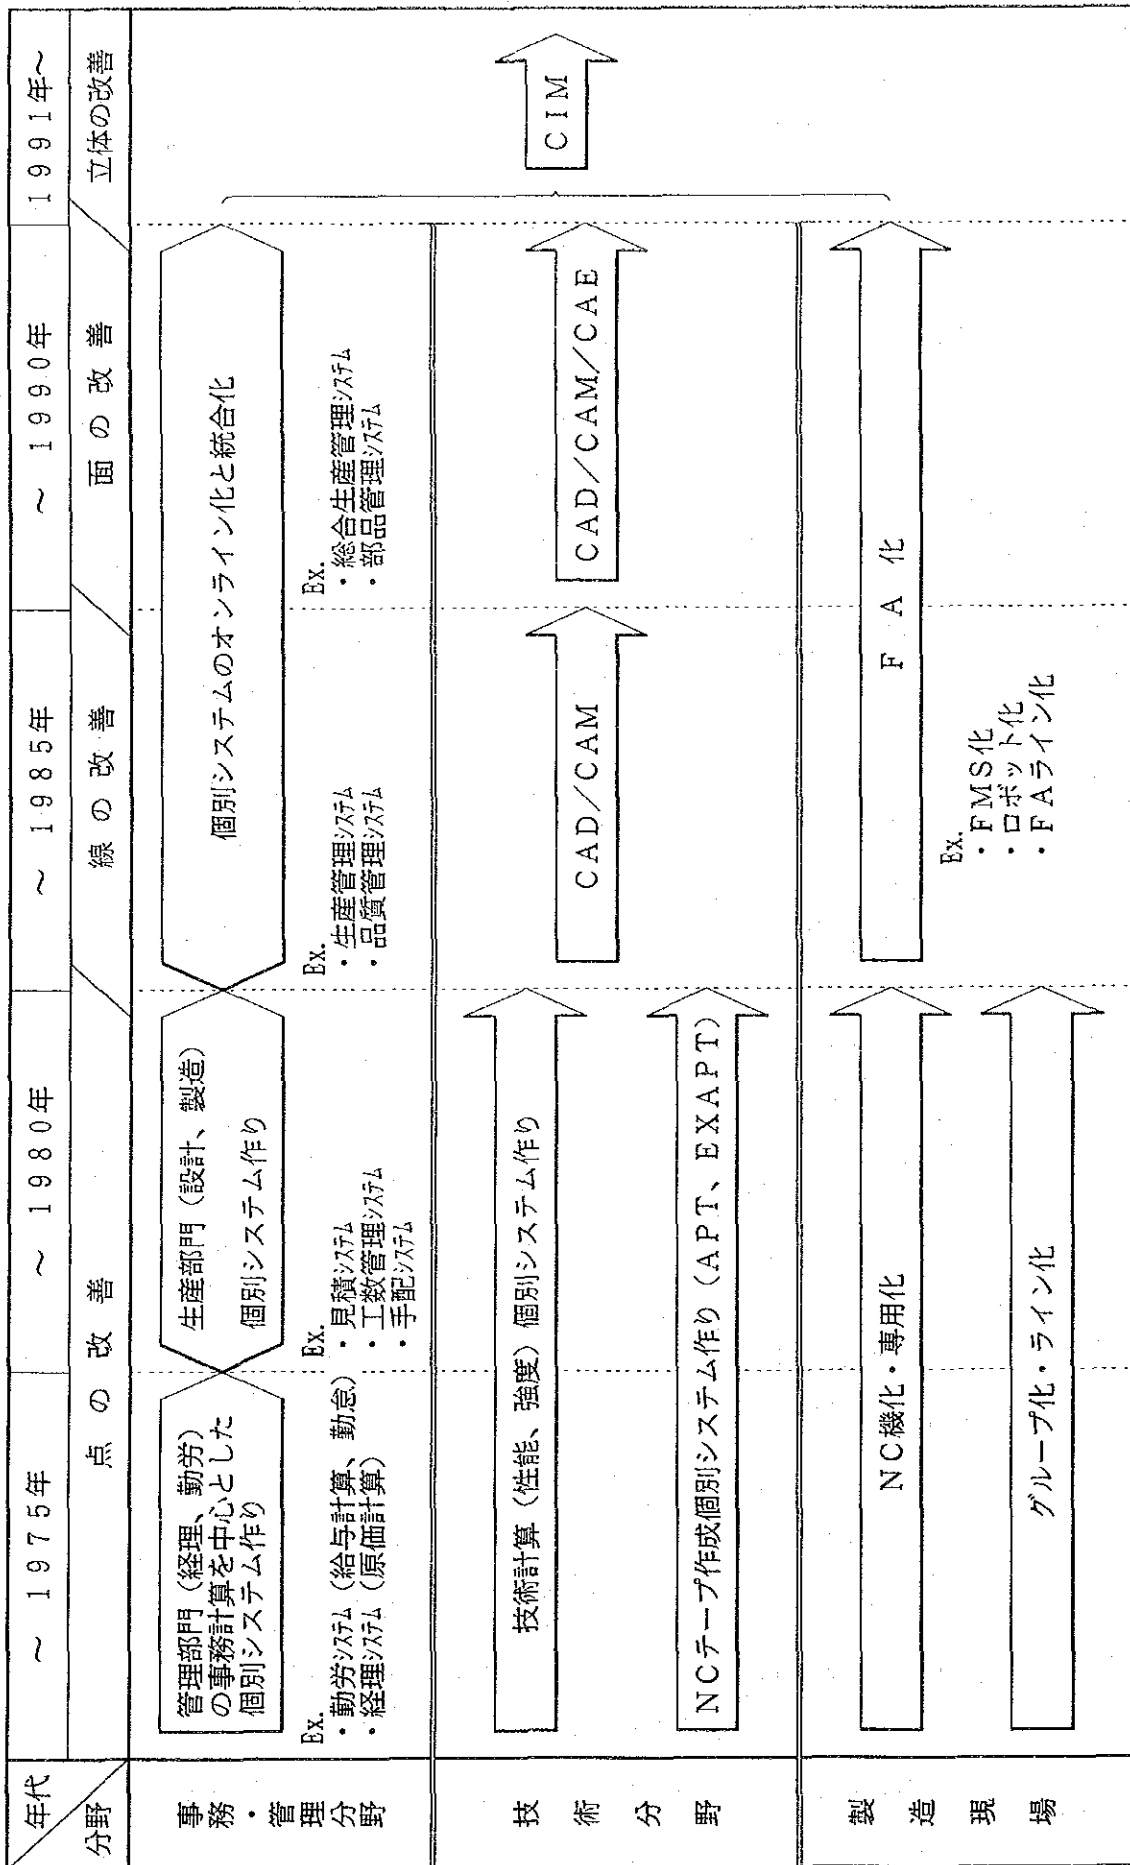 年代
分野
～ 1975年
～ 1980年
～ 1985年
～ 1990年
1991年～
点の改善
線の改善
面の改善
立体の改善
事務・管理分野
管理部門（経理、勤労）
の事務計算を中心とした
個別システム作り
Ex.
・勤労システム（給与計算、勤怠）
・経理システム（原価計算）
生産部門（設計、製造）
個別システム作り
Ex.
・見積システム
・工数管理システム
・手配システム
個別システムのオンライン化と統合化
Ex.
・生産管理システム
・品質管理システム
Ex.
・総合生産管理システム
・部品管理システム
技術分野
技術計算（性能、強度）個別システム作り
NCテープ作成個別システム作り（APT、EXAPT）
CAD/CAM
CAD/CAM/CAE
製造現場
NC機化・専用化
グループ化・ライン化
FA化
Ex.
・FMS化
・ロボット化
・FAライン化
CIM